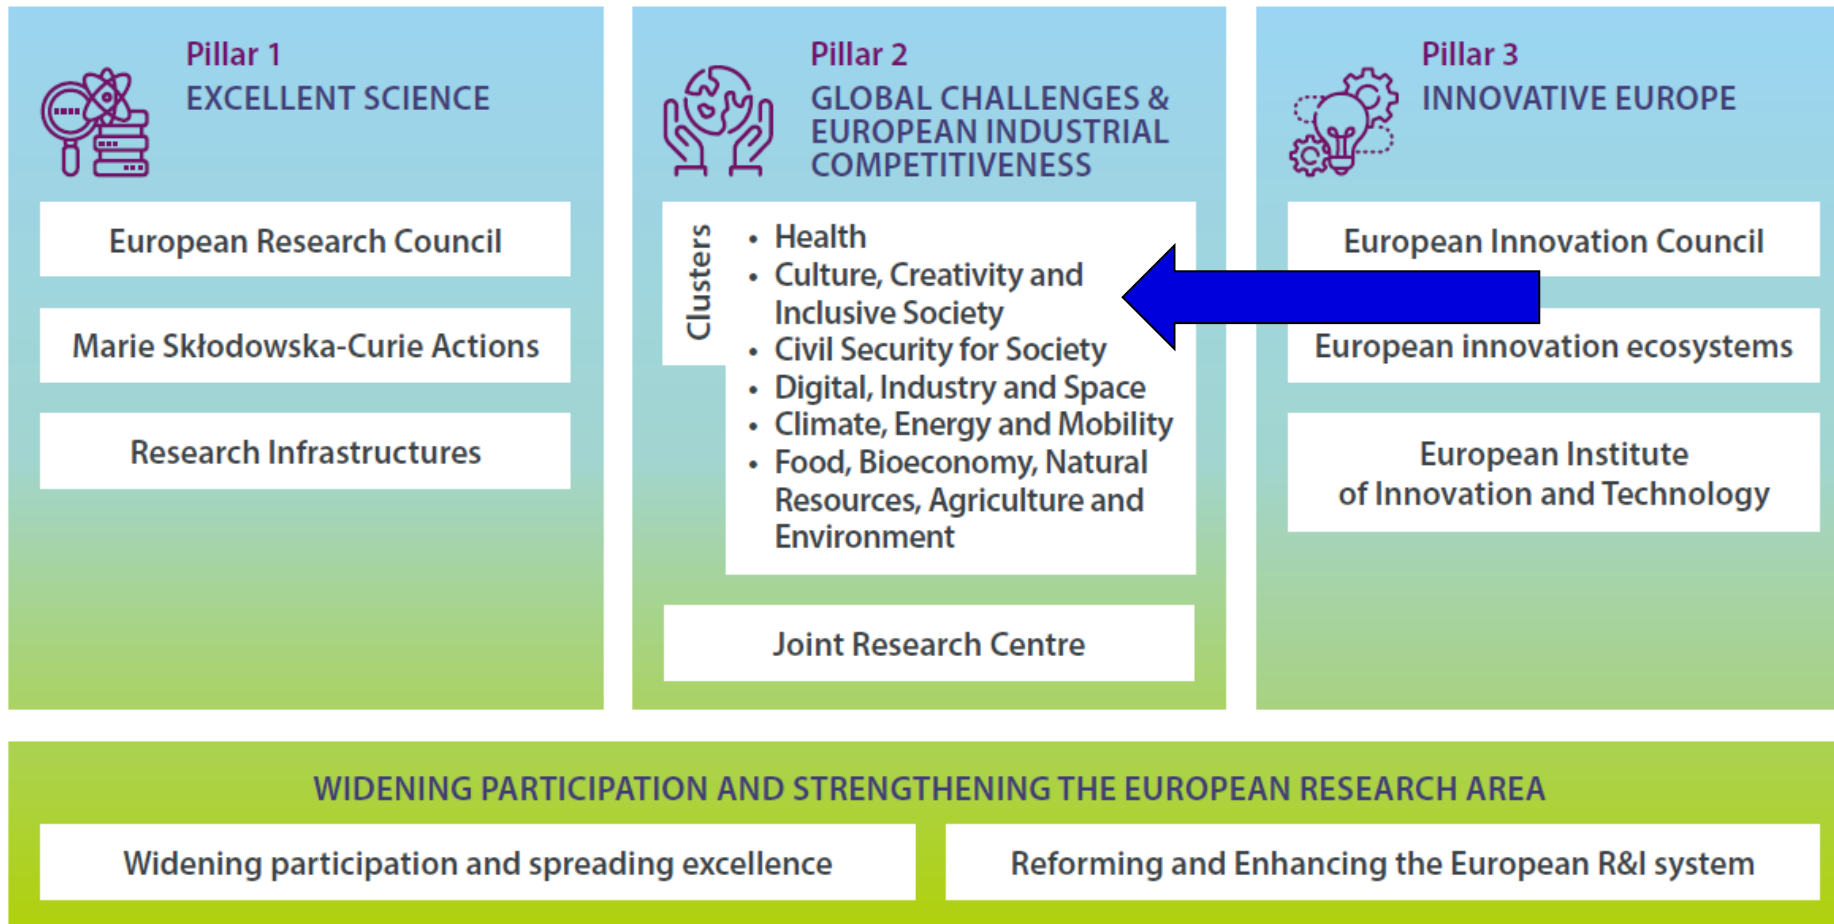 Pillar 1
EXCELLENT SCIENCE
European Research Council
Marie Skłodowska-Curie Actions
Research Infrastructures
Pillar 2
GLOBAL CHALLENGES &
EUROPEAN INDUSTRIAL
COMPETITIVENESS
Clusters
• Health
• Culture, Creativity and
Inclusive Society
• Civil Security for Society
• Digital, Industry and Space
• Climate, Energy and Mobility
• Food, Bioeconomy, Natural
Resources, Agriculture and
Environment
Joint Research Centre
Pillar 3
INNOVATIVE EUROPE
European Innovation Council
European innovation ecosystems
European Institute
of Innovation and Technology
WIDENING PARTICIPATION AND STRENGTHENING THE EUROPEAN RESEARCH AREA
Widening participation and spreading excellence
Reforming and Enhancing the European R&I system